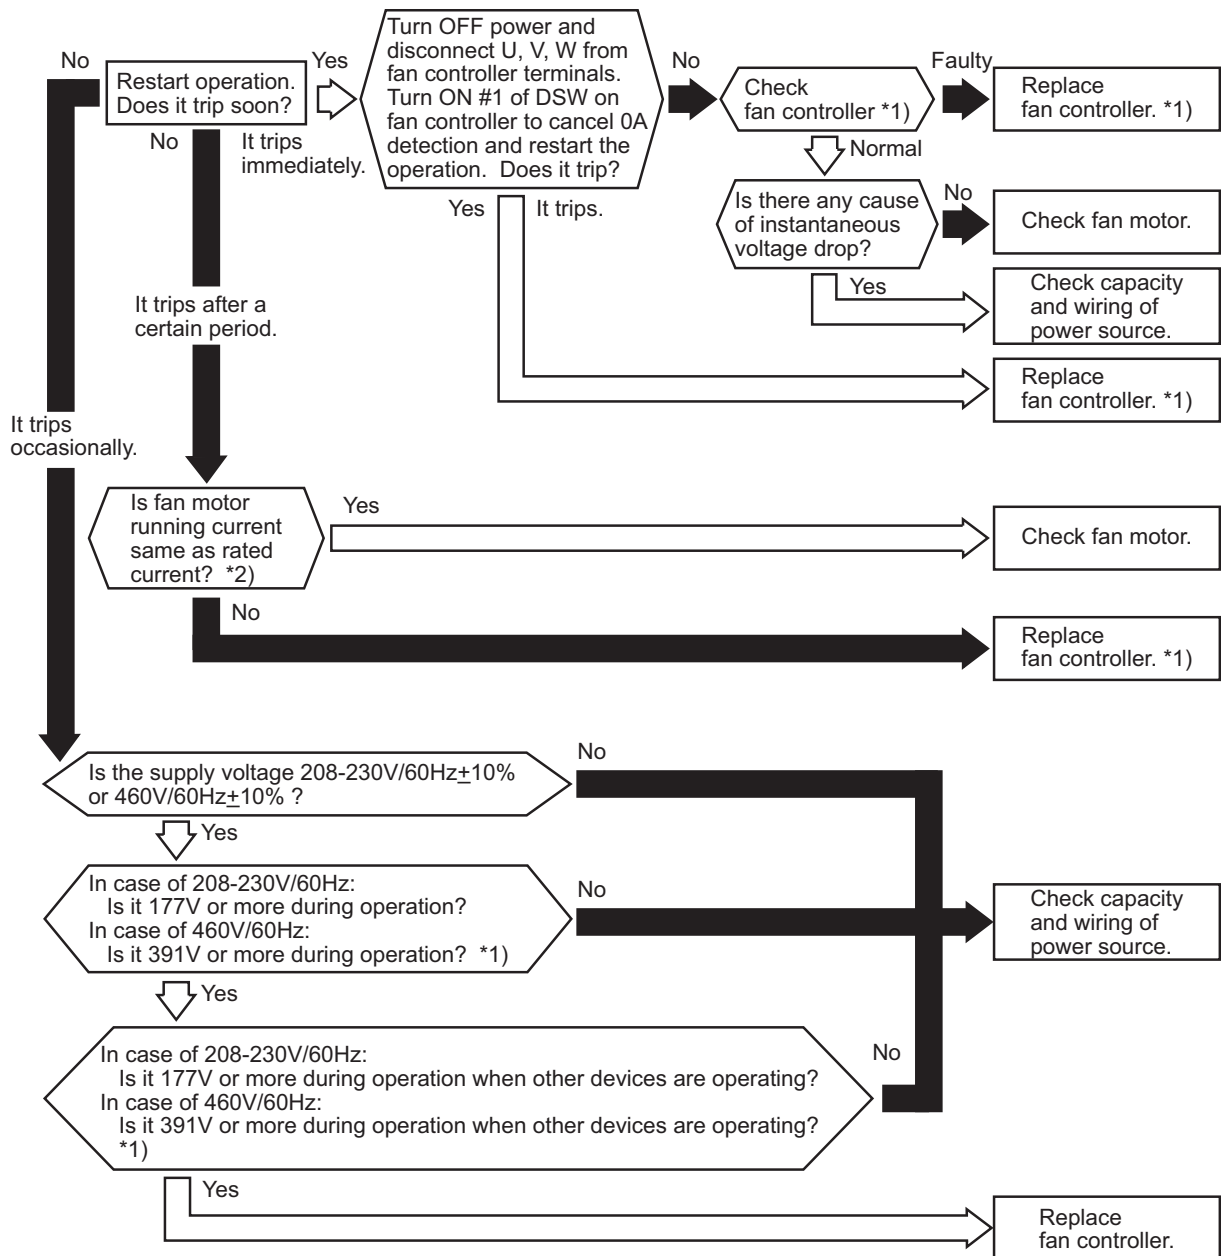 No
Restart operation.
Does it trip soon?
Yes
No
It trips
immediately.
Turn OFF power and
disconnect U, V, W from
fan controller terminals.
Turn ON #1 of DSW on
fan controller to cancel 0A
detection and restart the
operation. Does it trip?
No
Check
fan controller *1)
Faulty
Replace
fan controller. *1)
Normal
Is there any cause
of instantaneous
voltage drop?
No
Check fan motor.
Yes
Check capacity
and wiring of
power source.
Yes
It trips.
Replace
fan controller. *1)
It trips after a
certain period.
It trips
occasionally.
Is fan motor
running current
same as rated
current? *2)
Yes
Check fan motor.
No
Replace
fan controller. *1)
Is the supply voltage 208-230V/60Hz±10%
or 460V/60Hz±10% ?
No
Yes
In case of 208-230V/60Hz:
Is it 177V or more during operation?
In case of 460V/60Hz:
Is it 391V or more during operation? *1)
No
Check capacity
and wiring of
power source.
Yes
In case of 208-230V/60Hz:
Is it 177V or more during operation when other devices are operating?
In case of 460V/60Hz:
Is it 391V or more during operation when other devices are operating?
*1)
No
Yes
Replace
fan controller.